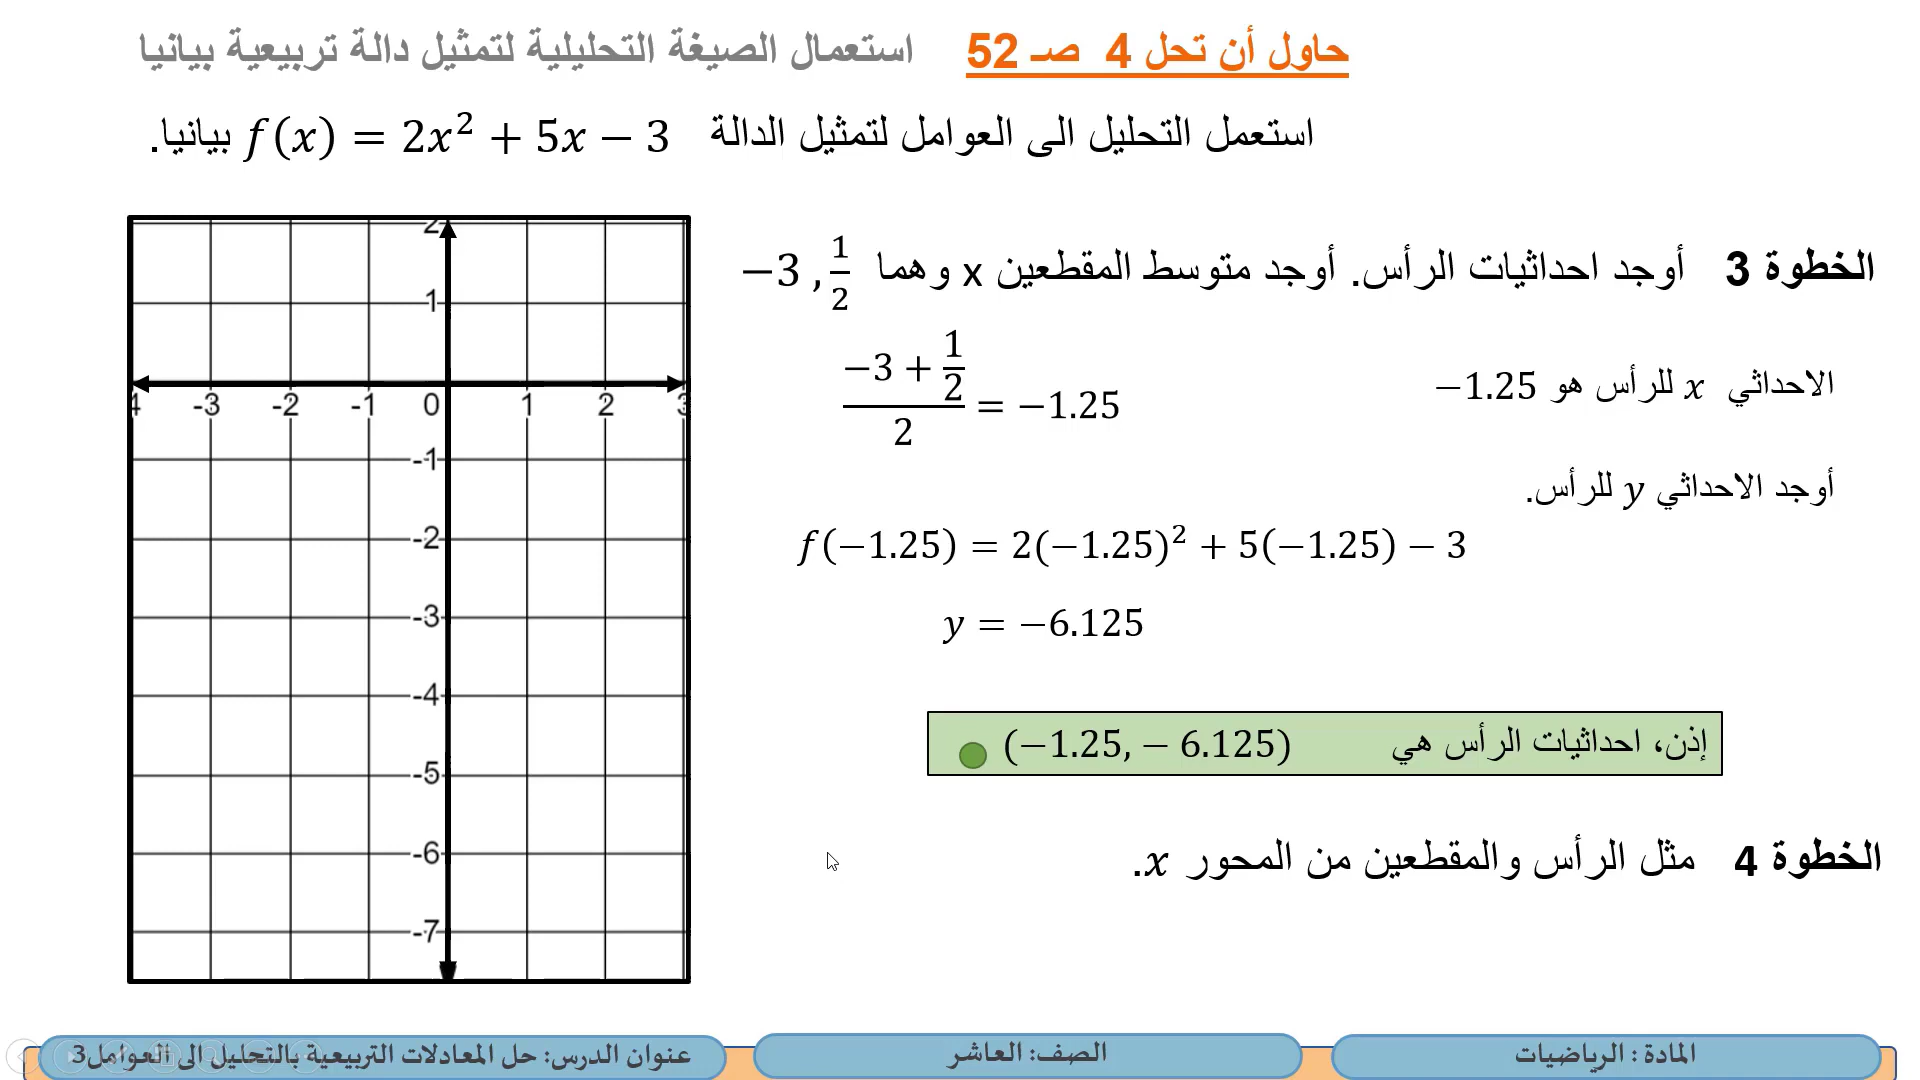 حاول أن تحل 4 صـ 52 استعمال الصيغة التحليلية لتمثيل دالة تربيعية بيانيا
استعمل التحليل الى العوامل لتمثيل الدالة f(x) = 2x² + 5x − 3 بيانيا.
الخطوة 3 أوجد احداثيات الرأس. أوجد متوسط المقطعين x وهما −3 , 1/2
(−3 + 1/2)/2 = −1.25
الاحداثي x للرأس هو −1.25
أوجد الاحداثي y للرأس.
f(−1.25) = 2(−1.25)² + 5(−1.25) − 3
y = −6.125
إذن، احداثيات الرأس هي (−1.25, − 6.125)
الخطوة 4 مثل الرأس والمقطعين من المحور x.
2
1
4 -3 -2 -1 0 1 2 3
-1
-2
-3
-4
-5
-6
-7
المادة : الرياضيات
الصف: العاشر
عنوان الدرس: حل المعادلات التربيعية بالتحليل الى العوامل3